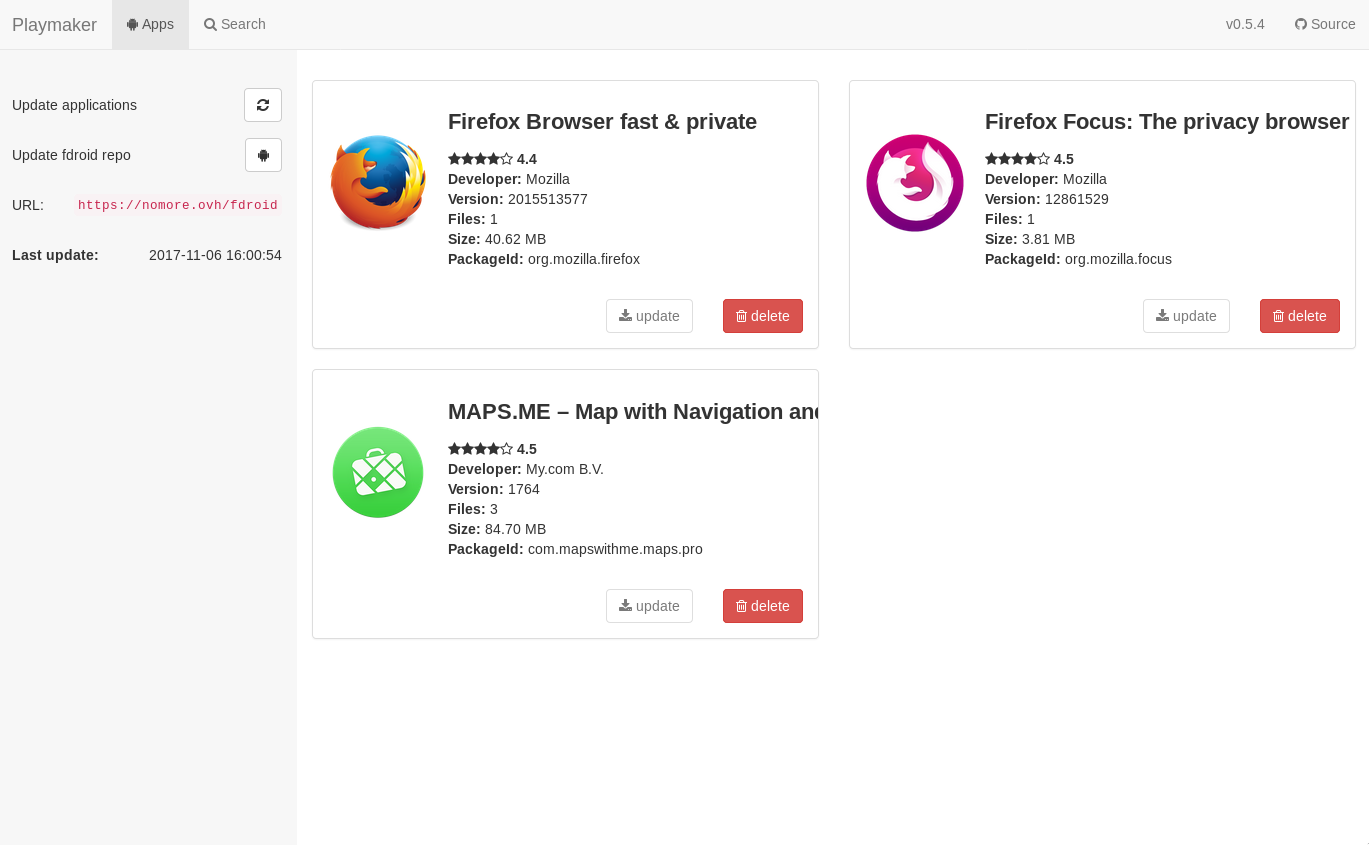 Playmaker Apps Search v0.5.4 Source
Update applications
Update fdroid repo
URL: https://nomore.ovh/fdroid
Last update: 2017-11-06 16:00:54
Firefox Browser fast & private
4.4
Developer: Mozilla
Version: 2015513577
Files: 1
Size: 40.62 MB
PackageId: org.mozilla.firefox
update delete
Firefox Focus: The privacy browser
4.5
Developer: Mozilla
Version: 12861529
Files: 1
Size: 3.81 MB
PackageId: org.mozilla.focus
update delete
MAPS.ME – Map with Navigation and
4.5
Developer: My.com B.V.
Version: 1764
Files: 3
Size: 84.70 MB
PackageId: com.mapswithme.maps.pro
update delete